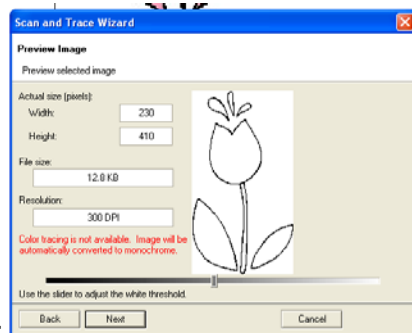 Scan and Trace Wizard
Preview Image
Preview selected image
Actual size (pixels):
Width: 230
Height: 410
File size:
12.8 KB
Resolution:
300 DPI
Color tracing is not available. Image will be
automatically converted to monochrome.
Use the slider to adjust the white threshold.
Back Next Cancel